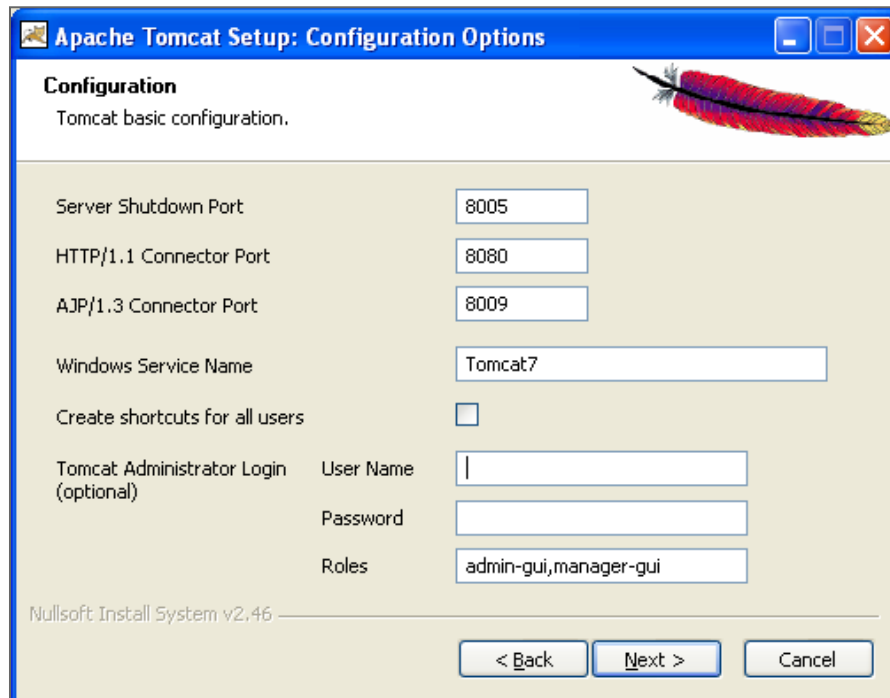 Apache Tomcat Setup: Configuration Options
Configuration
Tomcat basic configuration.
Server Shutdown Port 8005
HTTP/1.1 Connector Port 8080
AJP/1.3 Connector Port 8009
Windows Service Name Tomcat7
Create shortcuts for all users
Tomcat Administrator Login User Name
(optional)
Password
Roles admin-gui,manager-gui
Nullsoft Install System v2.46
< Back Next > Cancel